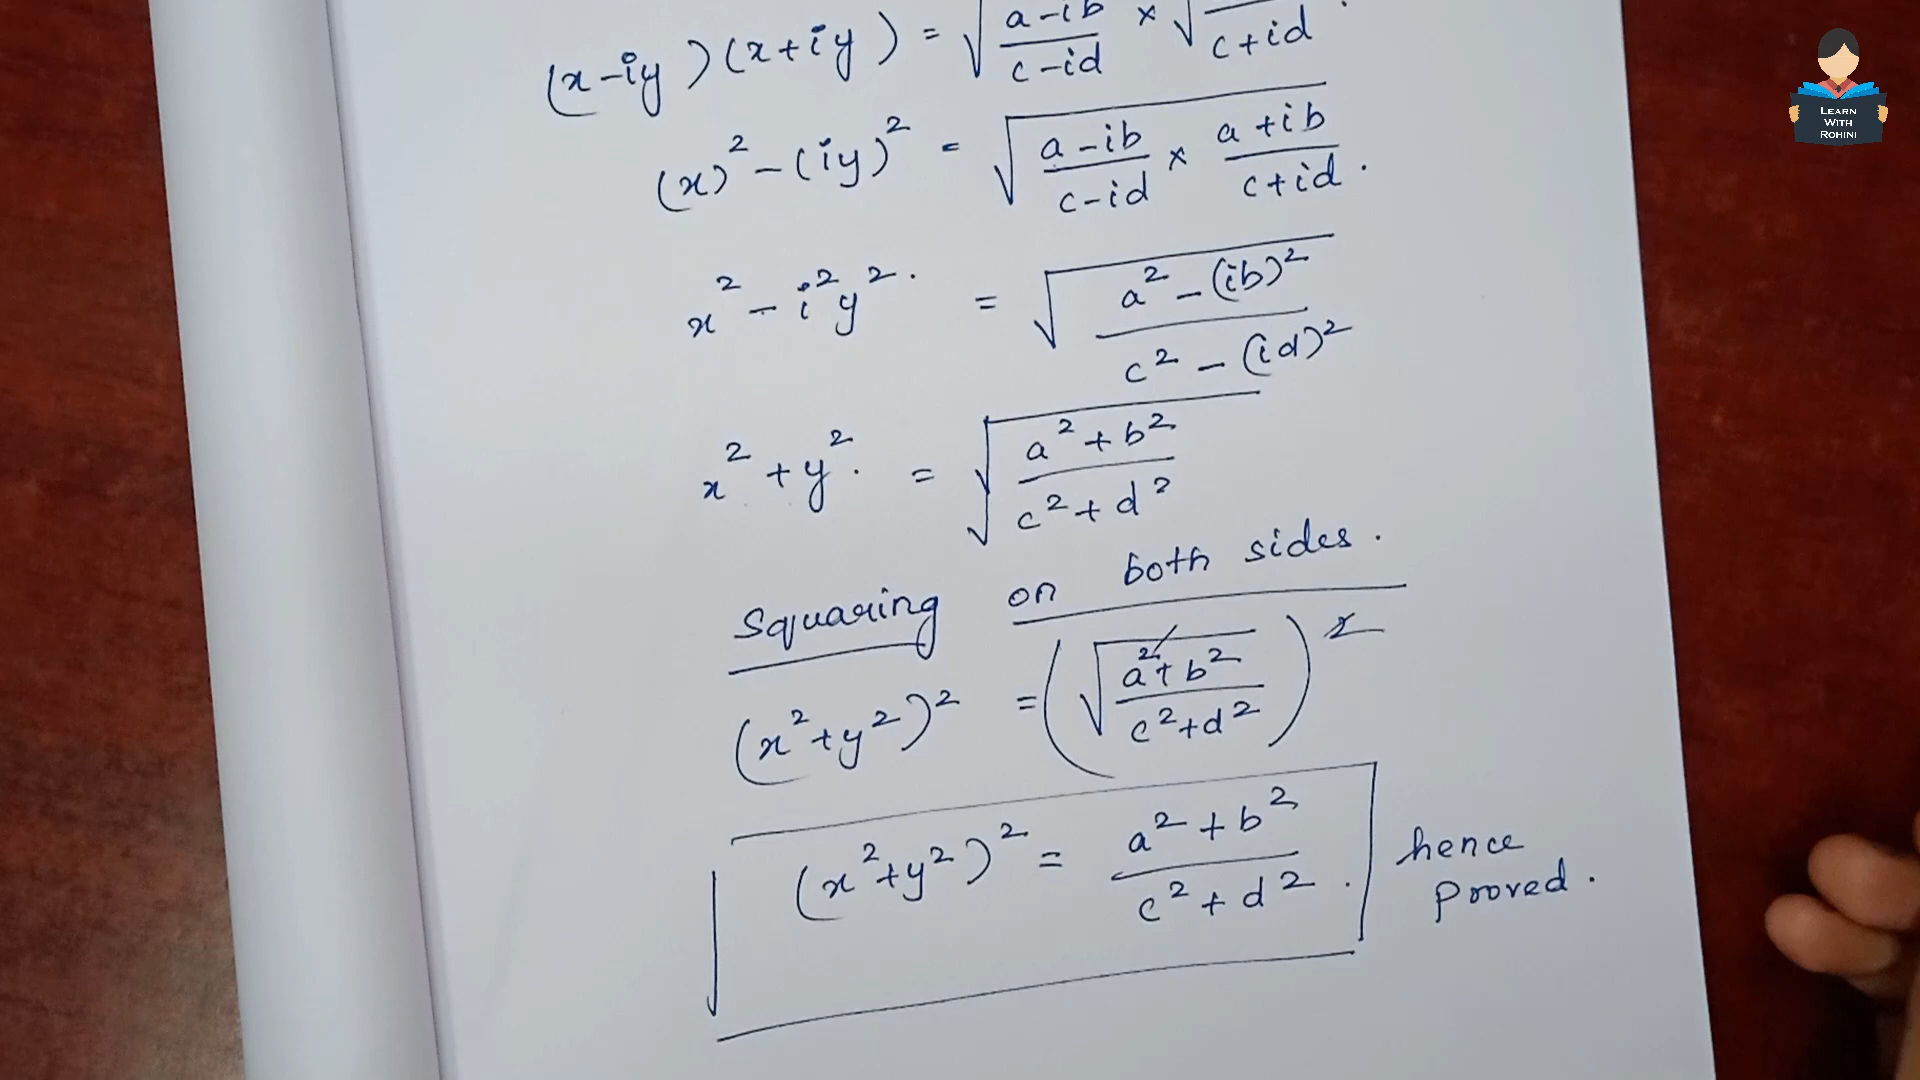 (x-iy)(x+iy) = √(a-ib / c-id) × √( / c+id).
(x)² - (iy)² = √(a-ib / c-id × a+ib / c+id).
x² - i²y². = √(a² - (ib)² / c² - (id)²)
x² + y². = √(a² + b² / c² + d²)
Squaring on both sides.
(x²+y²)² = (√(a²+b² / c²+d²))²
(x²+y²)² = a² + b² / c² + d². hence
Proved.
LEARN
WITH
ROHINI